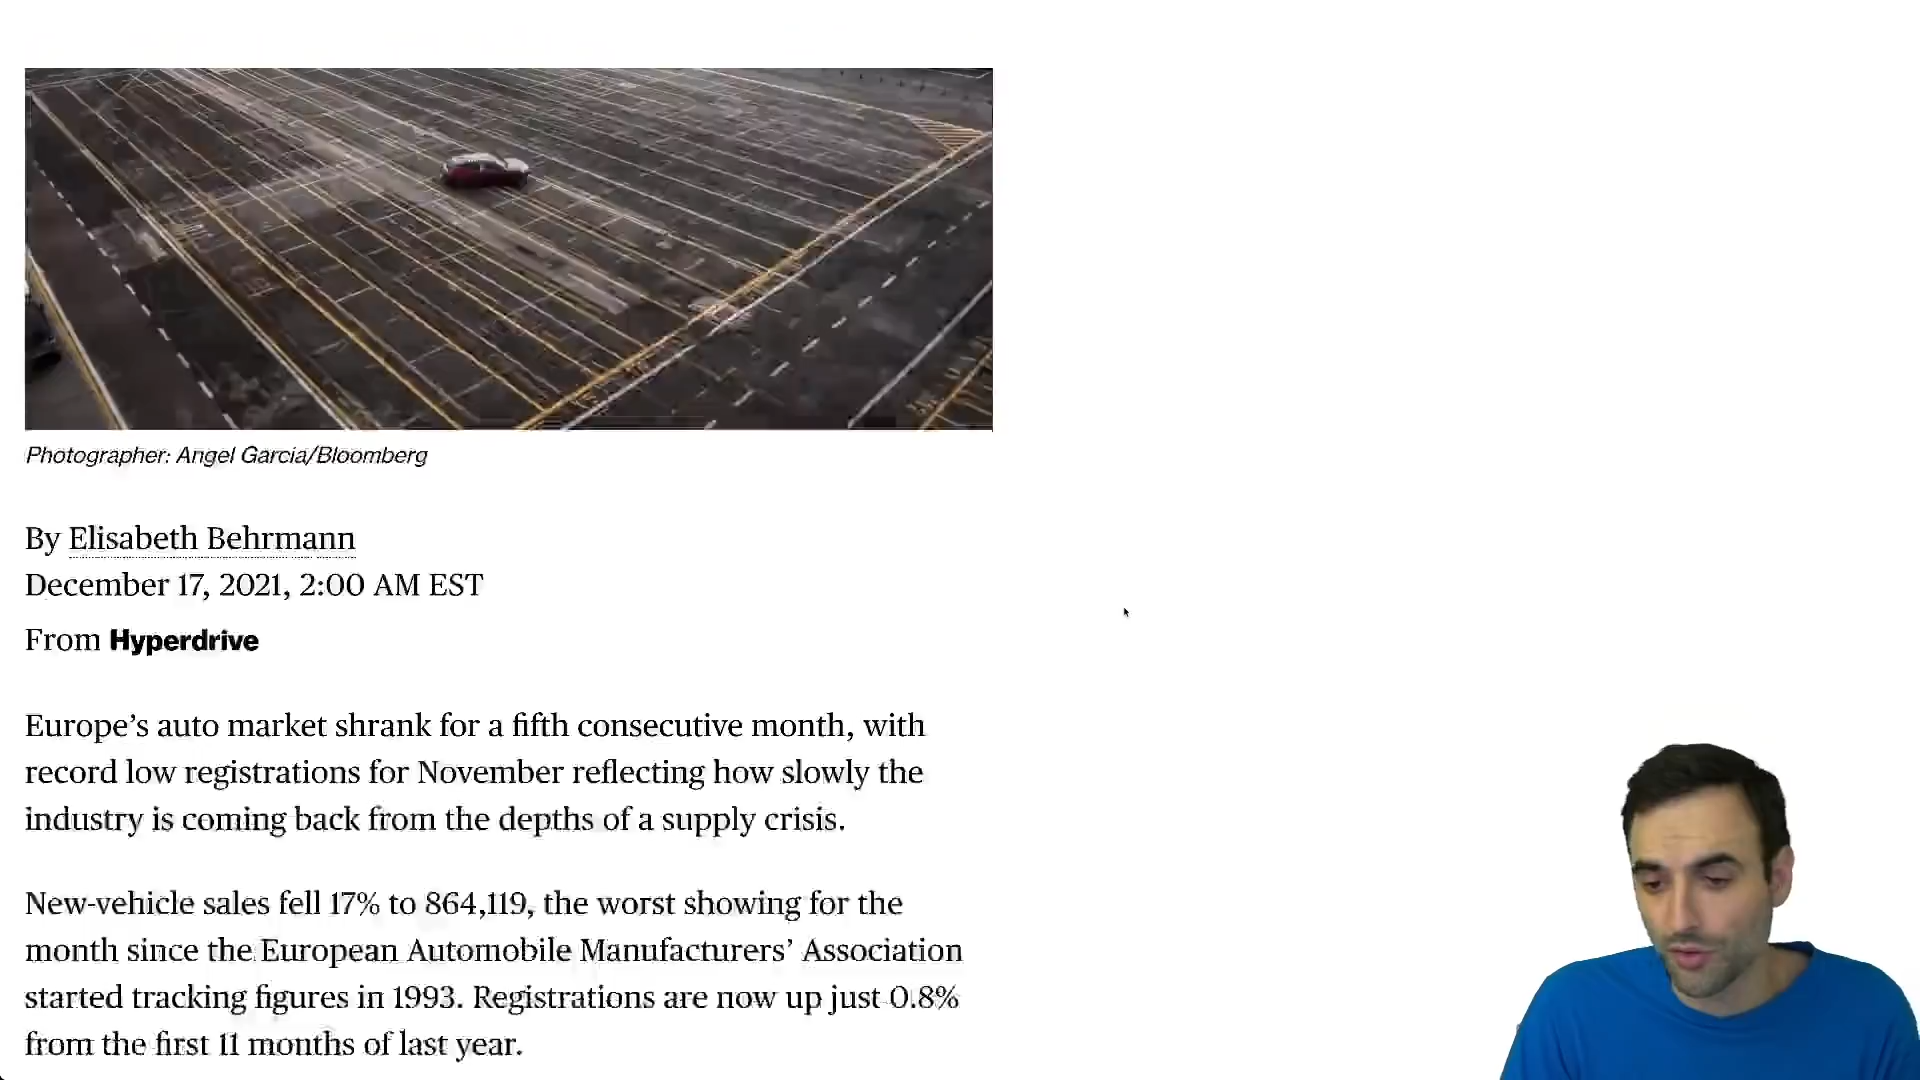 Photographer: Angel Garcia/Bloomberg
By Elisabeth Behrmann
December 17, 2021, 2:00 AM EST
From Hyperdrive
Europe’s auto market shrank for a fifth consecutive month, with
record low registrations for November reflecting how slowly the
industry is coming back from the depths of a supply crisis.
New-vehicle sales fell 17% to 864,119, the worst showing for the
month since the European Automobile Manufacturers’ Association
started tracking figures in 1993. Registrations are now up just 0.8%
from the first 11 months of last year.